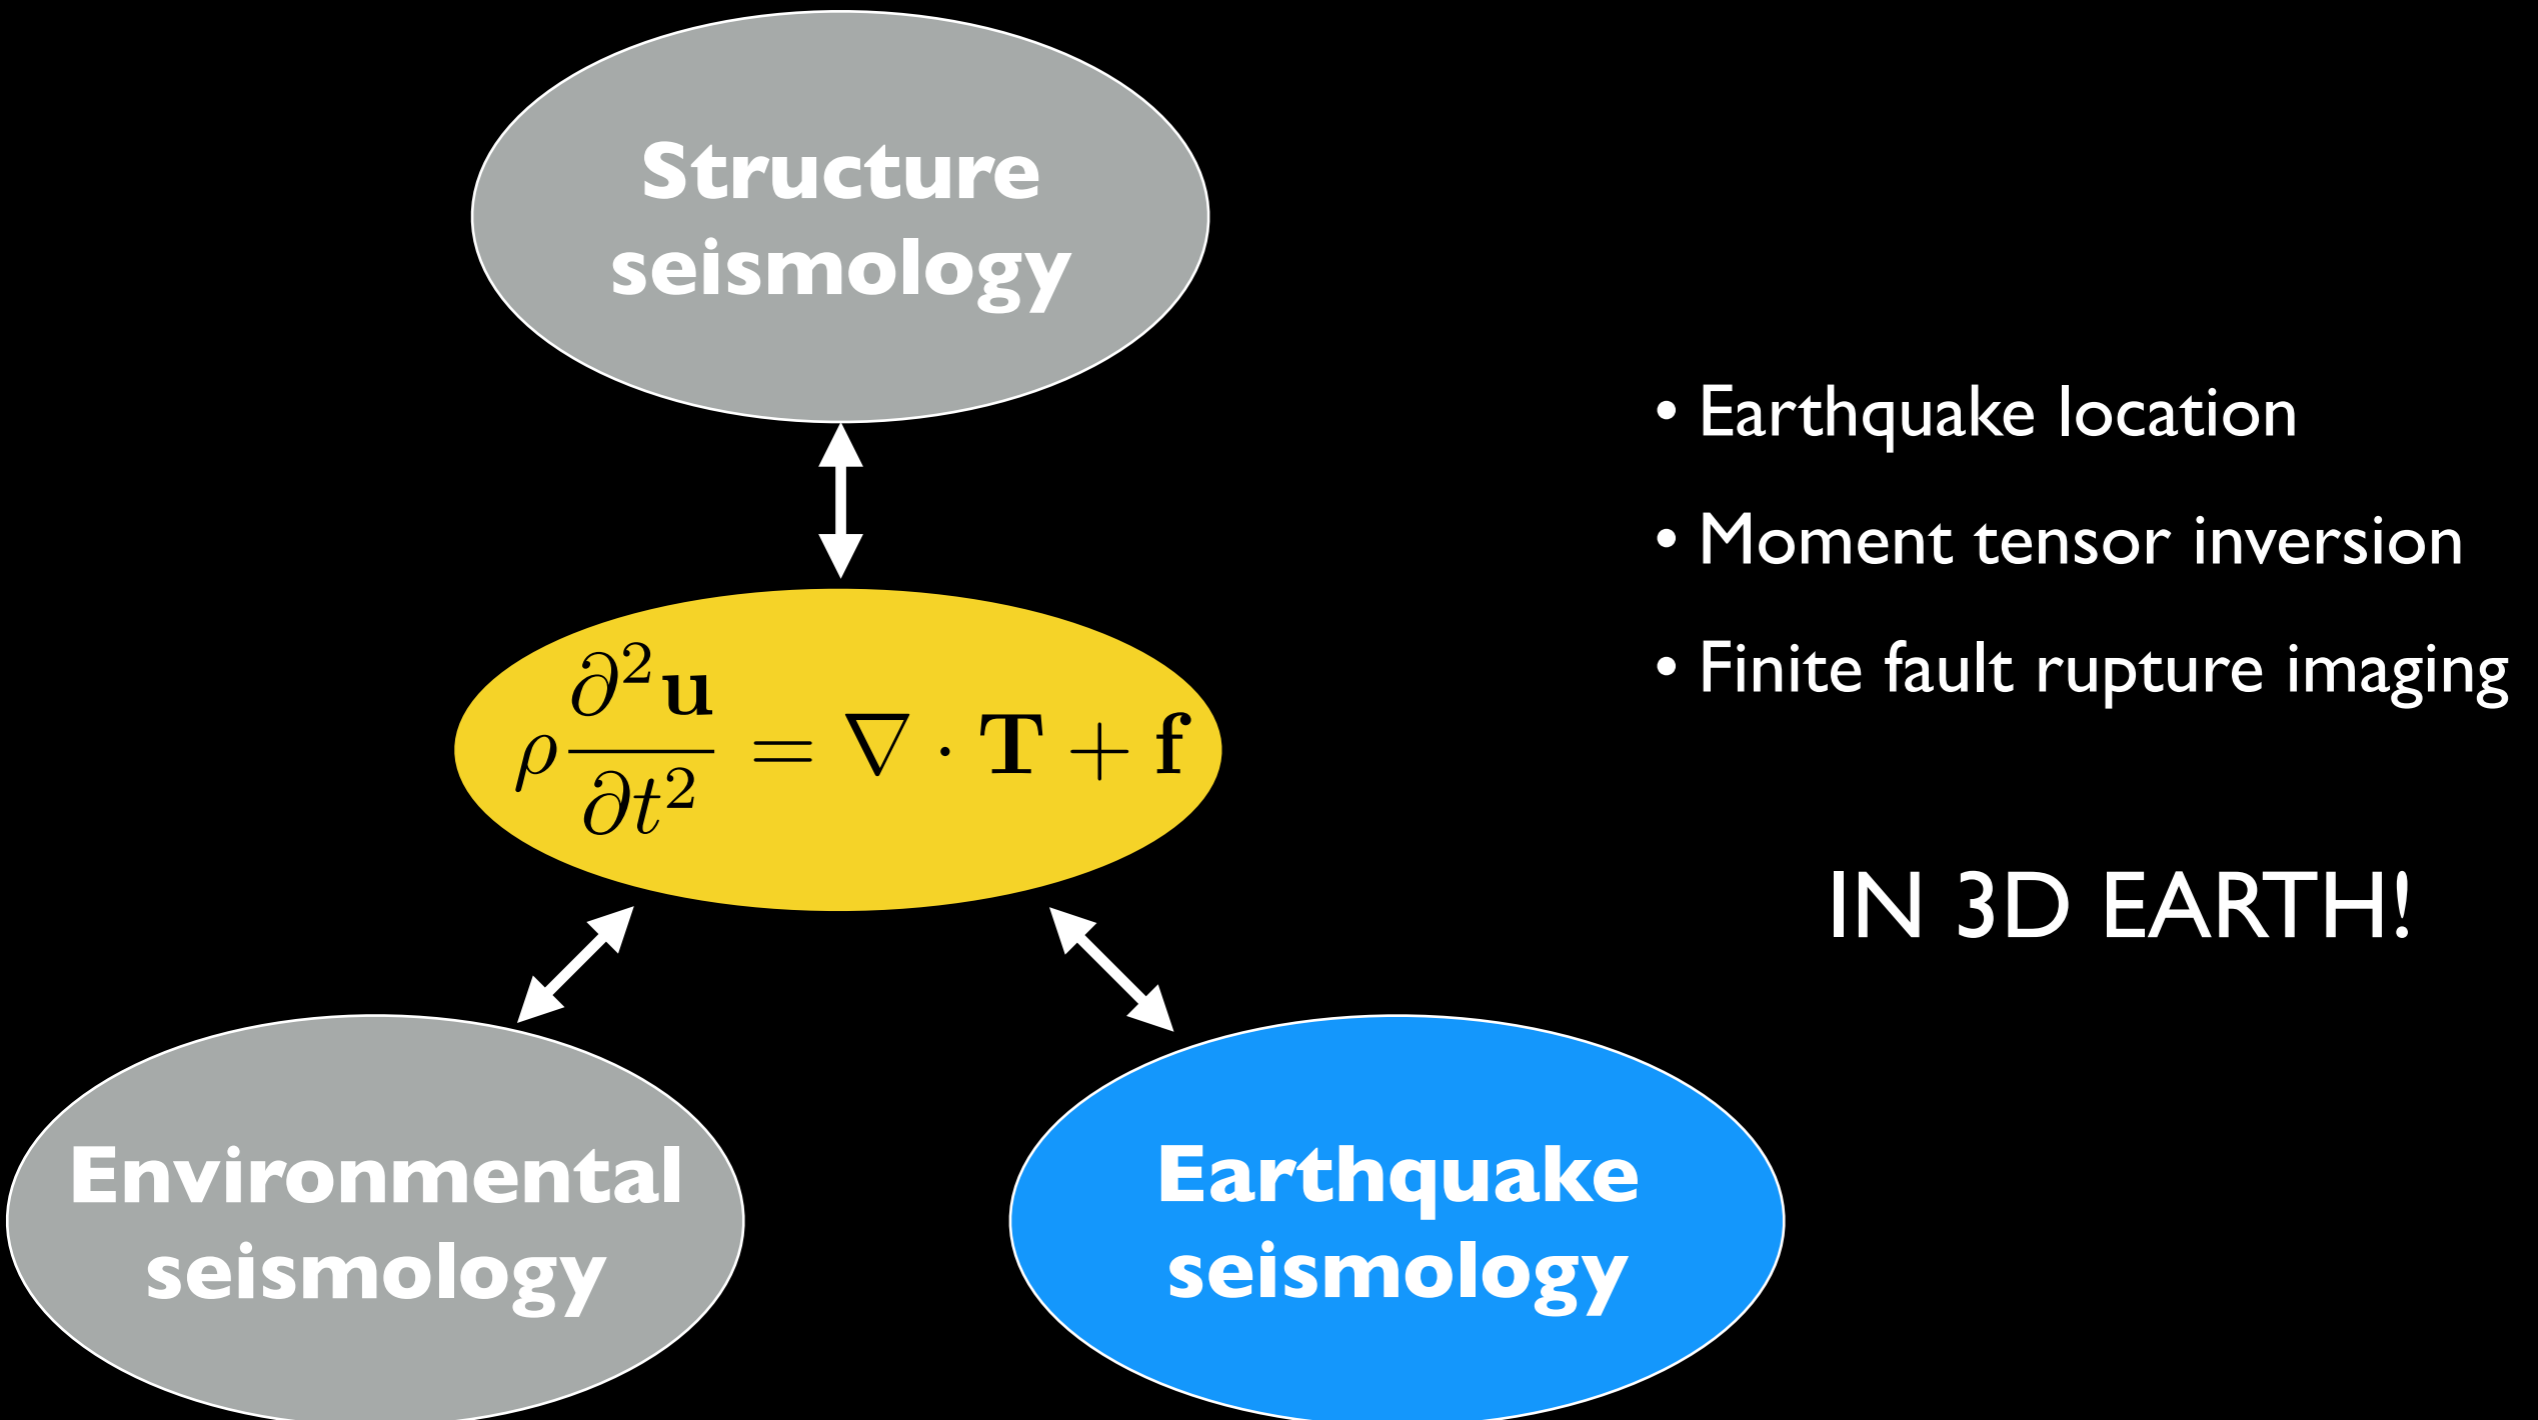 Structure
seismology
• Earthquake location
• Moment tensor inversion
• Finite fault rupture imaging
ρ ∂²u/∂t² = ∇ · T + f
IN 3D EARTH!
Environmental
seismology
Earthquake
seismology